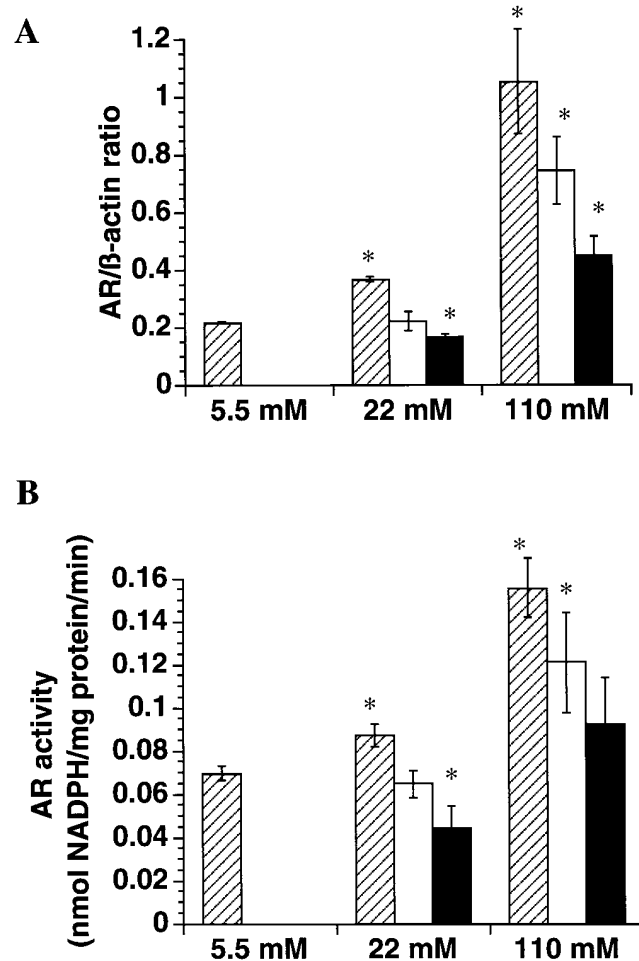 A
AR/ß-actin ratio
1.2
1
0.8
0.6
0.4
0.2
0
* * * * *
5.5 mM 22 mM 110 mM
B
AR activity
(nmol NADPH/mg protein/min)
0.16
0.14
0.12
0.1
0.08
0.06
0.04
0.02
0
* * * *
5.5 mM 22 mM 110 mM